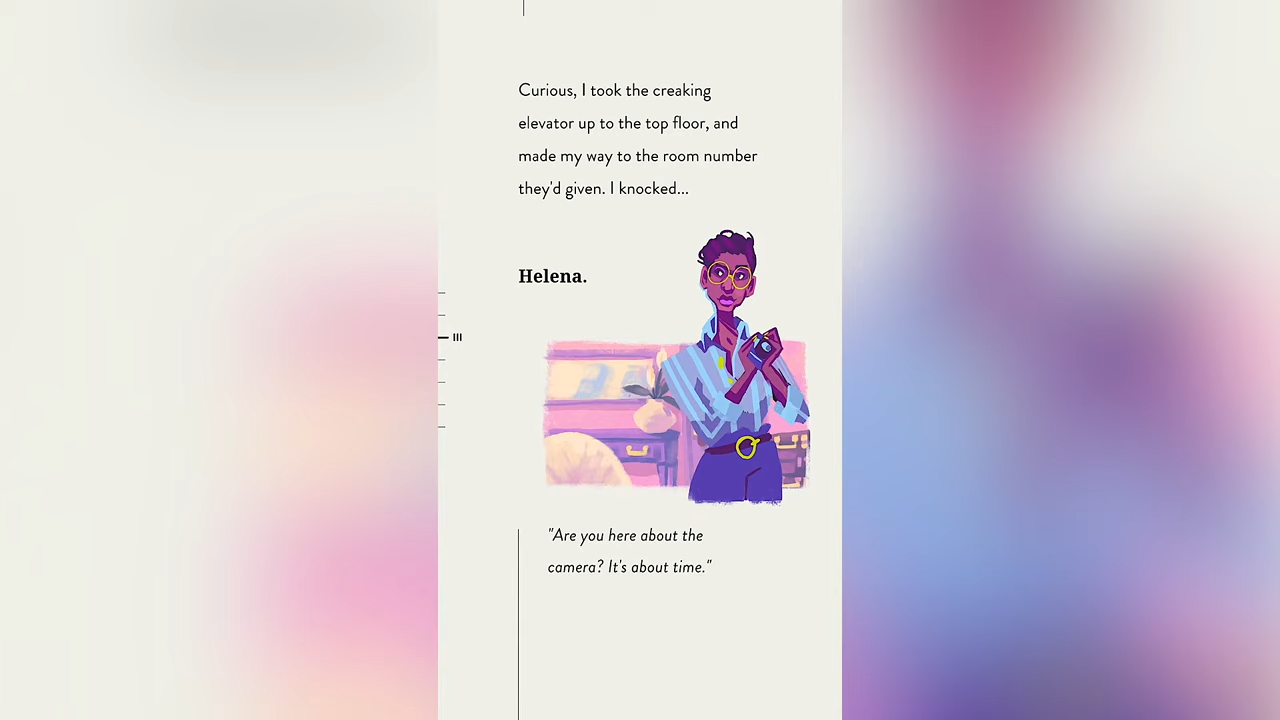 Curious, I took the creaking
elevator up to the top floor, and
made my way to the room number
they'd given. I knocked...
Helena.
III
"Are you here about the
camera? It's about time."